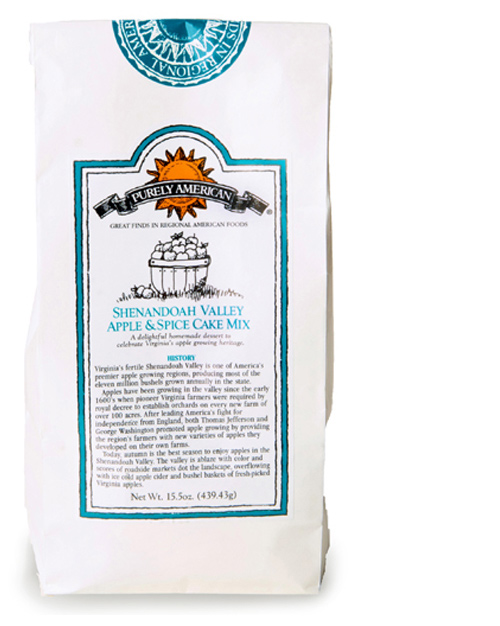 DS IN REGIONAL AMER
PURELY AMERICAN
®
GREAT FINDS IN REGIONAL AMERICAN FOODS
SHENANDOAH VALLEY
APPLE & SPICE CAKE MIX
A delightful homemade dessert to
celebrate Virginia's apple growing heritage.
HISTORY
Virginia's fertile Shenandoah Valley is one of America's
premier apple growing regions, producing most of the
eleven million bushels grown annually in the state.
Apples have been growing in the valley since the early
1600's when pioneer Virginia farmers were required by
royal decree to establish orchards on every new farm of
over 100 acres. After leading America's fight for
independence from England, both Thomas Jefferson and
George Washington promoted apple growing by providing
the region's farmers with new varieties of apples they
developed on their own farms.
Today, autumn is the best season to enjoy apples in the
Shenandoah Valley. The valley is ablaze with color and
scores of roadside markets dot the landscape, overflowing
with ice cold apple cider and bushel baskets of fresh-picked
Virginia apples.
Net Wt. 15.5oz. (439.43g)